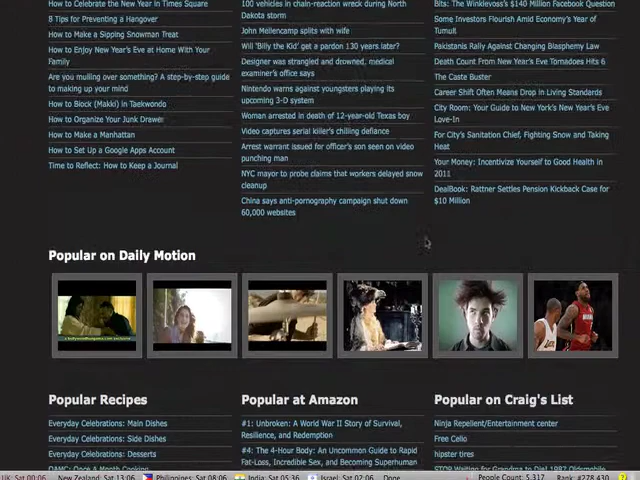 How to Celebrate the New Year in Times Square
8 Tips for Preventing a Hangover
How to Make a Sipping Snowman Treat
How to Enjoy New Year's Eve at Home With Your
Family
Are you mulling over something? A step-by-step guide
to making up your mind
How to Block (Makki) in Taekwondo
How to Organize Your Junk Drawer
How to Make a Manhattan
How to Set Up a Google Apps Account
Time to Reflect: How to Keep a Journal
100 vehicles in chain-reaction wreck during North
Dakota storm
John Mellencamp splits with wife
Will 'Billy the Kid' get a pardon 130 years later?
Designer was strangled and drowned, medical
examiner's office says
Nintendo warns against youngsters playing its
upcoming 3-D system
Woman arrested in death of 12-year-old Texas boy
Video captures serial killer's chilling defiance
Arrest warrant issued for officer's son seen on video
punching man
NYC mayor to probe claims that workers delayed snow
cleanup
China says anti-pornography campaign shut down
60,000 websites
Bits: The Winklevoss's $140 Million Facebook Question
Some Investors Flourish Amid Economy's Year of
Tumult
Pakistanis Rally Against Changing Blasphemy Law
Death Count From New Year's Eve Tornadoes Hits 6
The Caste Buster
Career Shift Often Means Drop in Living Standards
City Room: Your Guide to New York's New Year's Eve
Love-In
For City's Sanitation Chief, Fighting Snow and Taking
Heat
Your Money: Incentivize Yourself to Good Health in
2011
DealBook: Rattner Settles Pension Kickback Case for
$10 Million
Popular on Daily Motion
Popular Recipes
Everyday Celebrations: Main Dishes
Everyday Celebrations: Side Dishes
Everyday Celebrations: Desserts
OAMC: Once A Month Cooking
Popular at Amazon
#1: Unbroken: A World War II Story of Survival,
Resilience, and Redemption
#4: The 4-Hour Body: An Uncommon Guide to Rapid
Fat-Loss, Incredible Sex, and Becoming Superhuman
Popular on Craig's List
Ninja Repellent/Entertainment center
Free Cello
hipster tires
STOP Waiting for Grandma to Die! 1987 Oldsmobile
UK: Sat 00:06 New Zealand: Sat 13:06 Philippines: Sat 08:06 India: Sat 05:36 Israel: Sat 02:06 Done People Count: 5,317 Rank: #278,430